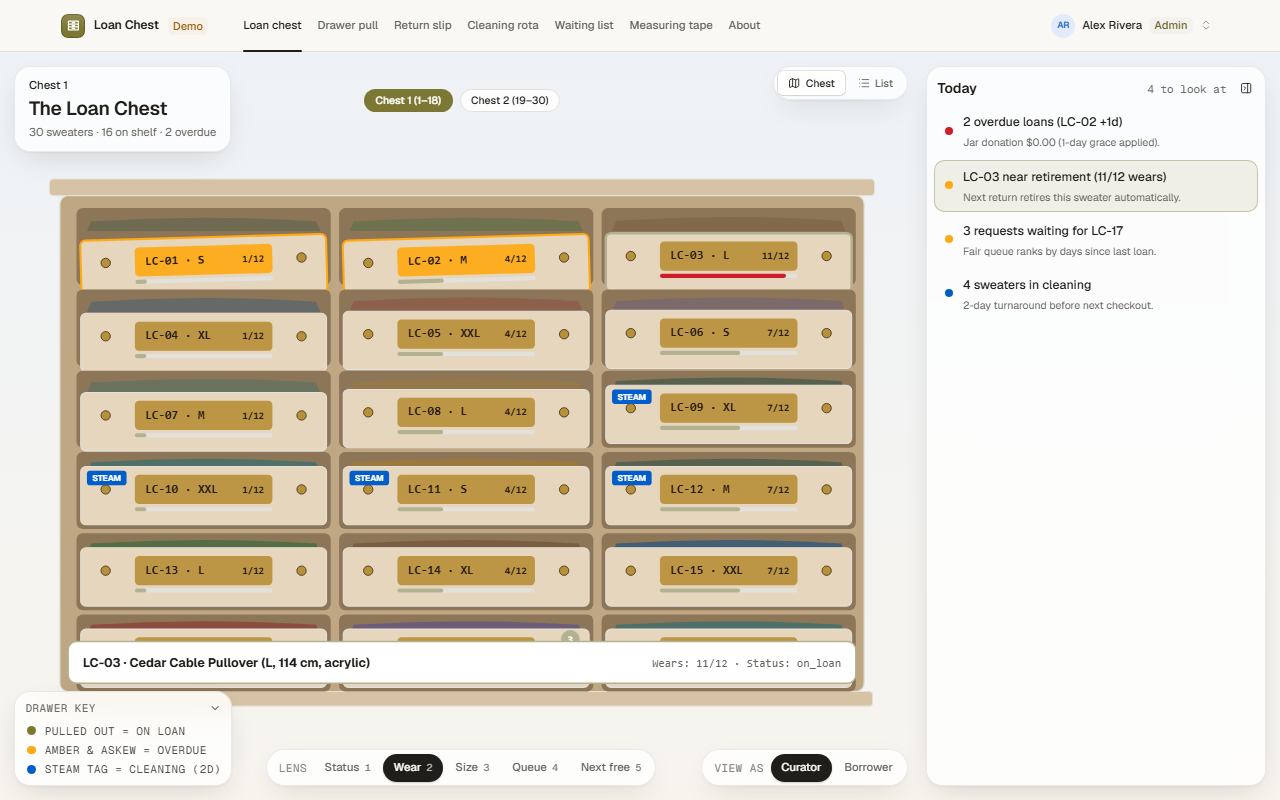 Loan Chest Demo
Loan chest Drawer pull Return slip Cleaning rota Waiting list Measuring tape About
AR Alex Rivera Admin
Chest 1
The Loan Chest
30 sweaters · 16 on shelf · 2 overdue
Chest 1 (1–18) Chest 2 (19–30)
Chest List
LC-01 · S 1/12
LC-02 · M 4/12
LC-03 · L 11/12
LC-04 · XL 1/12
LC-05 · XXL 4/12
LC-06 · S 7/12
LC-07 · M 1/12
LC-08 · L 4/12
STEAM
LC-09 · XL 7/12
STEAM
LC-10 · XXL 1/12
STEAM
LC-11 · S 4/12
STEAM
LC-12 · M 7/12
LC-13 · L 1/12
LC-14 · XL 4/12
LC-15 · XXL 7/12
3
LC-03 · Cedar Cable Pullover (L, 114 cm, acrylic) Wears: 11/12 · Status: on_loan
DRAWER KEY
PULLED OUT = ON LOAN
AMBER & ASKEW = OVERDUE
STEAM TAG = CLEANING (2D)
LENS Status 1 Wear 2 Size 3 Queue 4 Next free 5
VIEW AS Curator Borrower
Today 4 to look at
2 overdue loans (LC-02 +1d)
Jar donation $0.00 (1-day grace applied).
LC-03 near retirement (11/12 wears)
Next return retires this sweater automatically.
3 requests waiting for LC-17
Fair queue ranks by days since last loan.
4 sweaters in cleaning
2-day turnaround before next checkout.